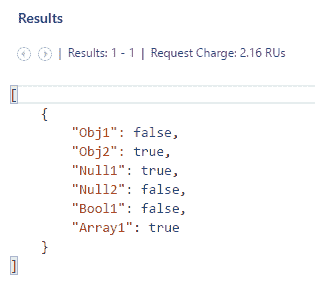 Results
| Results: 1 - 1 | Request Charge: 2.16 RUs
[
{
"Obj1": false,
"Obj2": true,
"Null1": true,
"Null2": false,
"Bool1": false,
"Array1": true
}
]